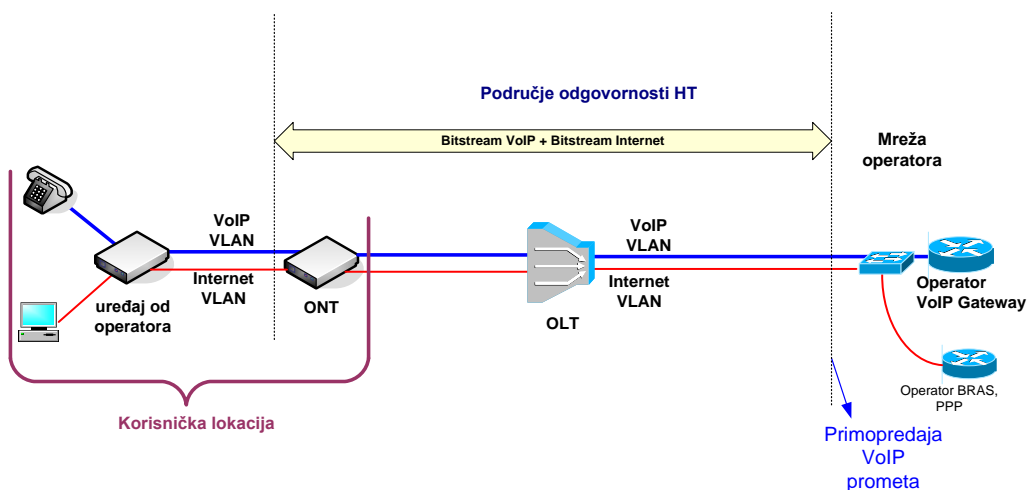 Područje odgovornosti HT
Bitstream VoIP + Bitstream Internet
Mreža
operatora
VoIP
VLAN
Internet
VLAN
uređaj od
operatora
ONT
OLT
VoIP
VLAN
Internet
VLAN
Operator
VoIP Gateway
Operator BRAS,
PPP
Korisnička lokacija
Primopredaja
VoIP
prometa